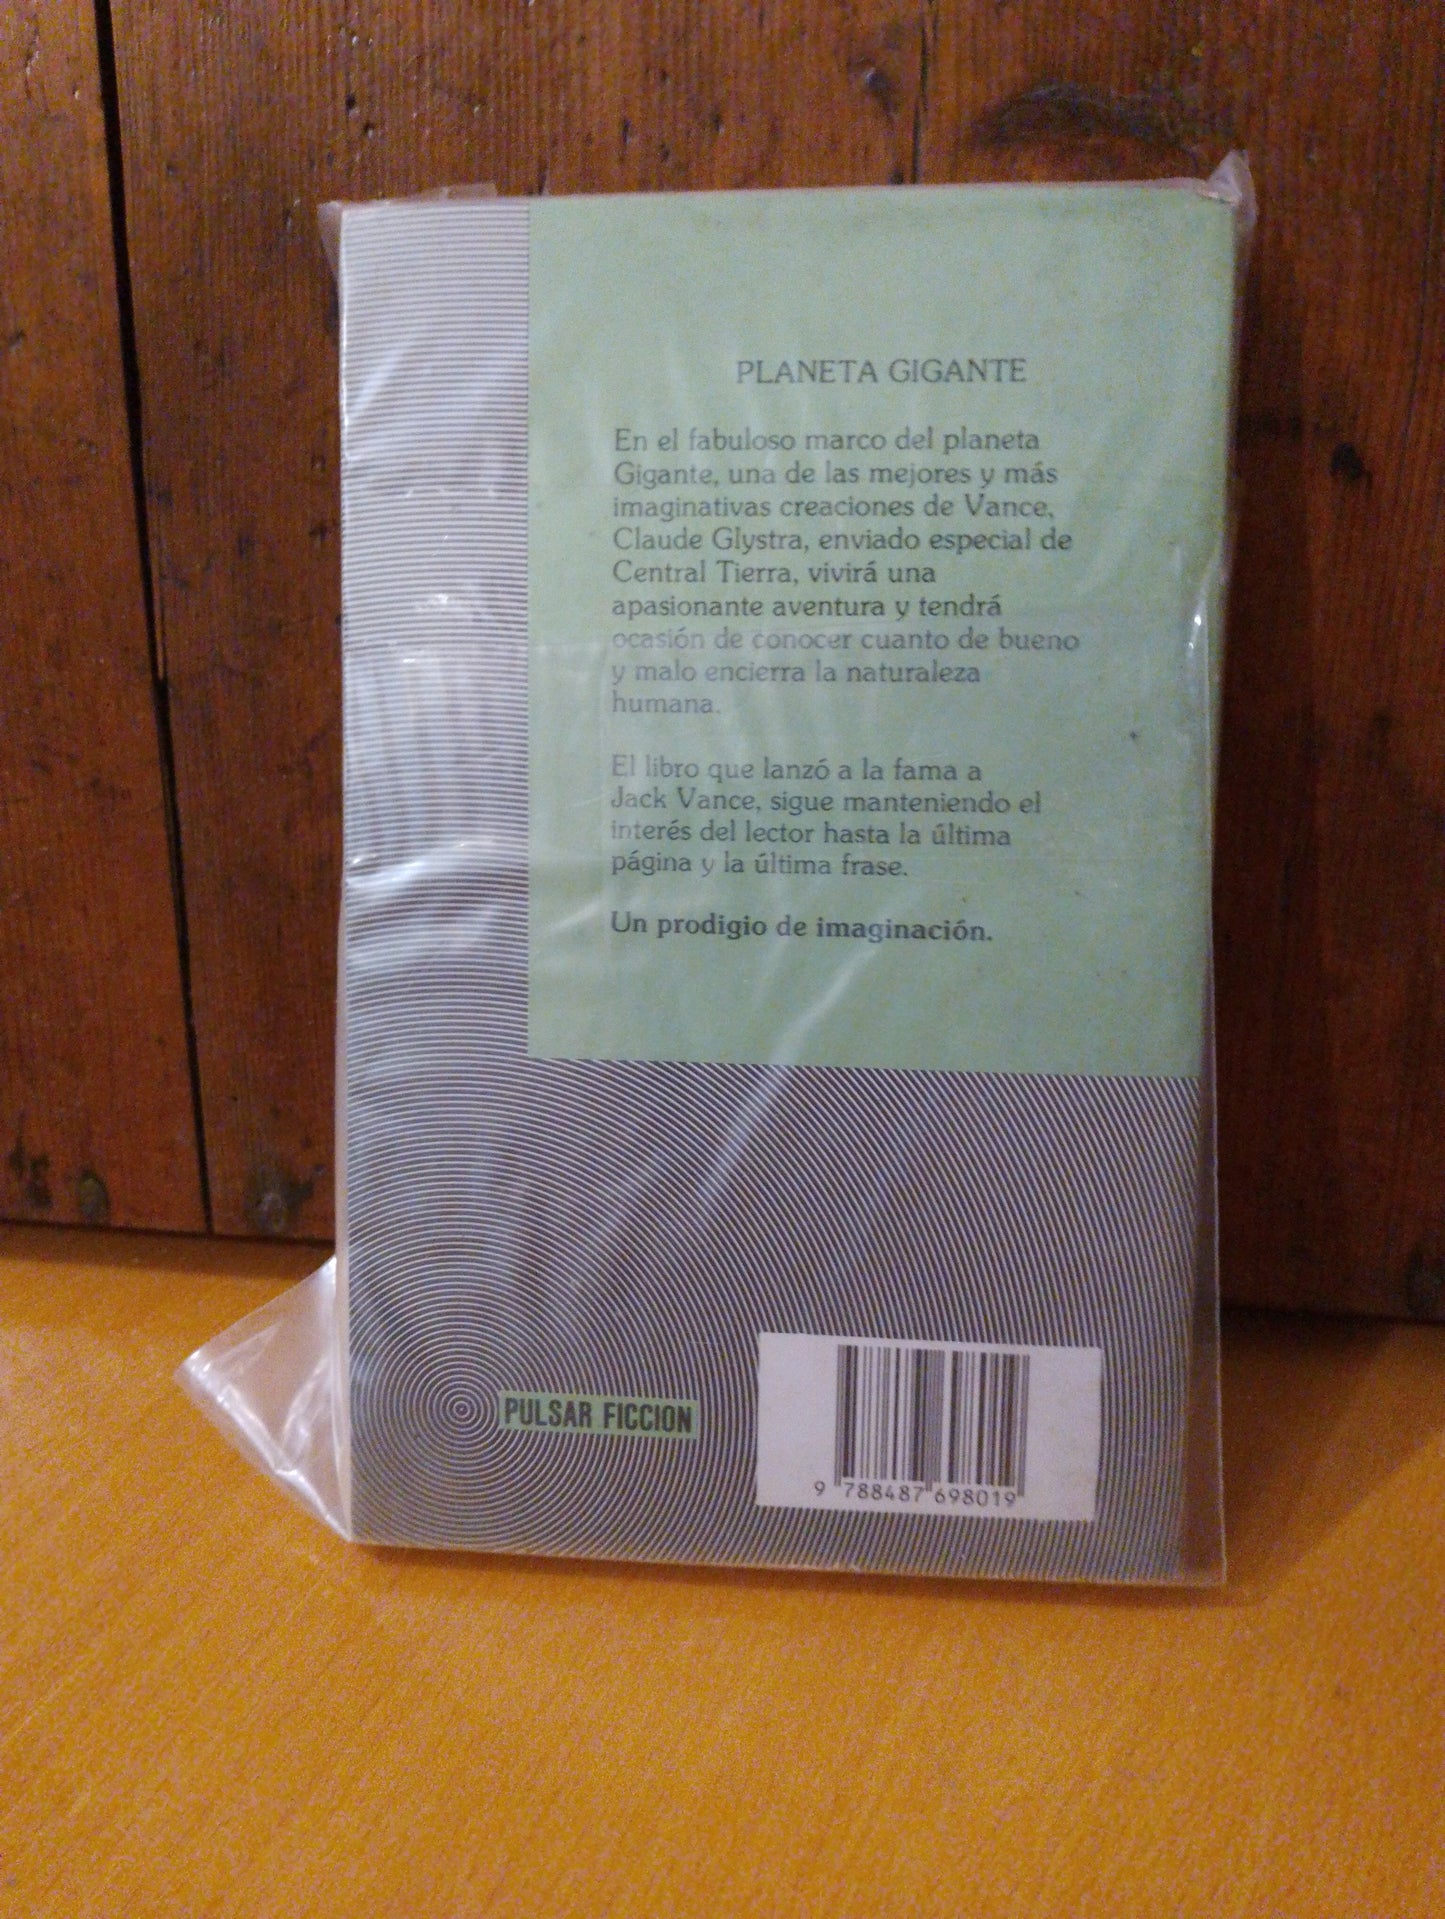 PLANETA GIGANTE
En el fabuloso marco del planeta
Gigante, una de las mejores y más
imaginativas creaciones de Vance,
Claude Glystra, enviado especial de
Central Tierra, vivirá una
apasionante aventura y tendrá
ocasión de conocer cuanto de bueno
y malo encierra la naturaleza
humana.
El libro que lanzó a la fama a
Jack Vance, sigue manteniendo el
interés del lector hasta la última
página y la última frase.
Un prodigio de imaginación.
PULSAR FICCION
9 788487 698019